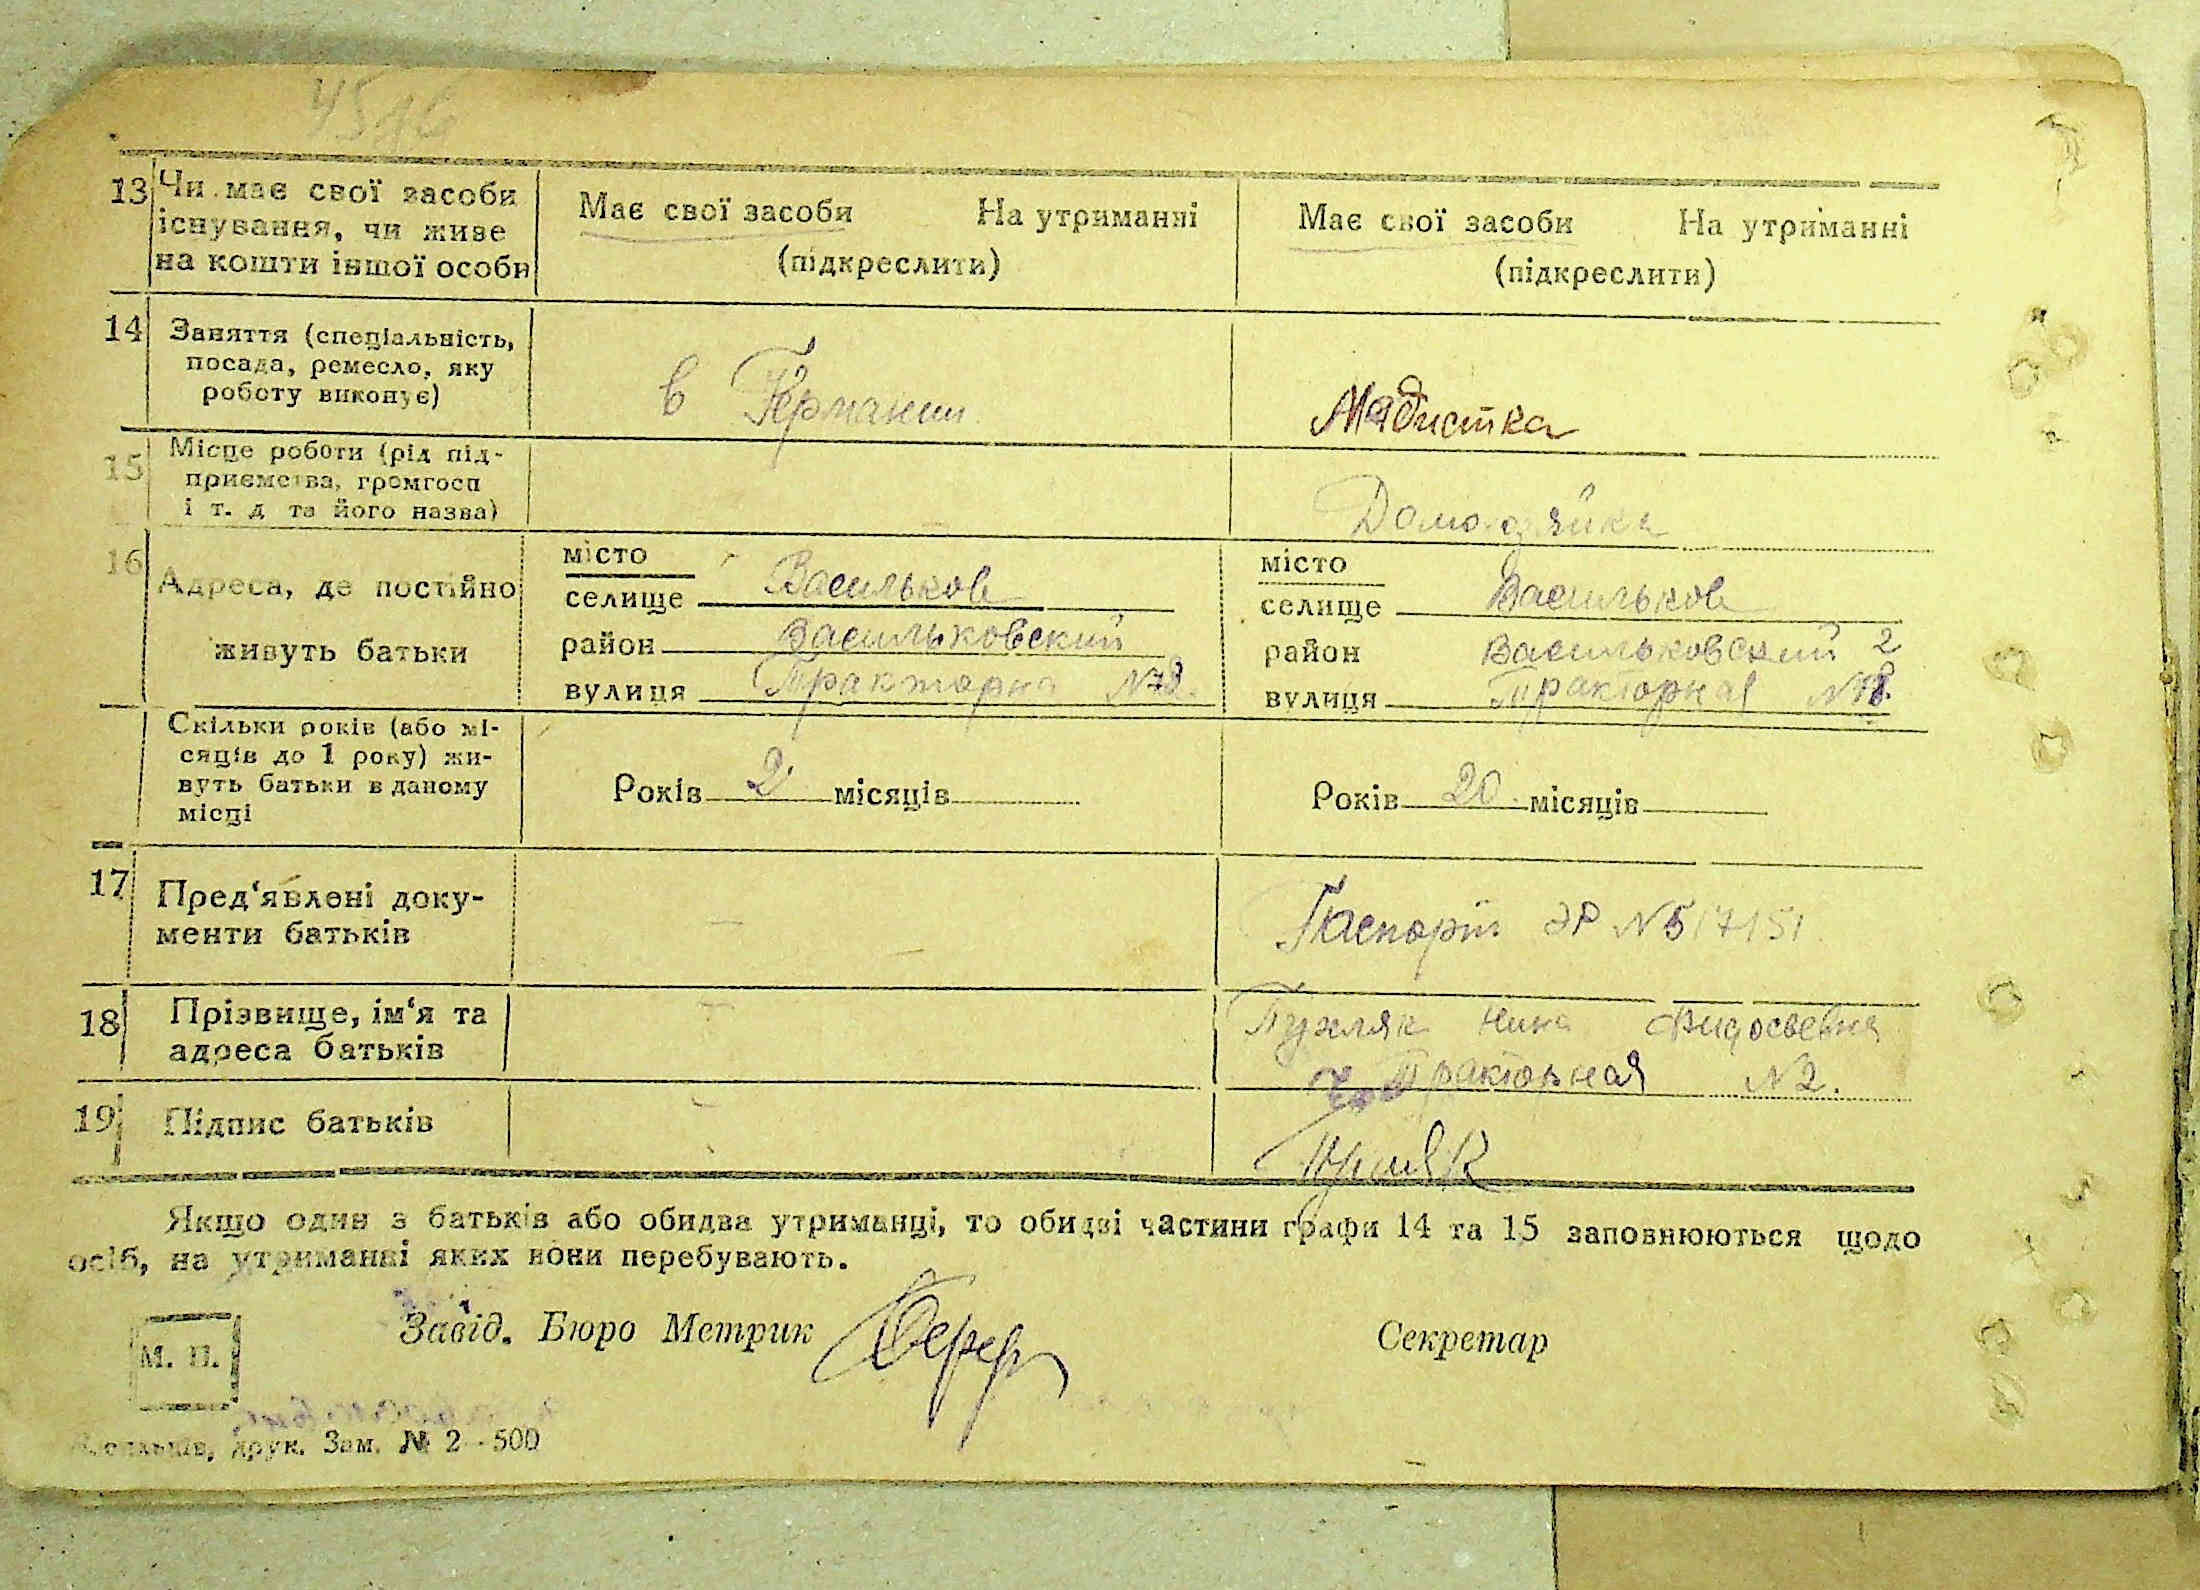 13 Чи має свої засоби існування, чи живе на кошти іншої особи
Має свої засоби На утриманні
(підкреслити)
Має свої засоби На утриманні
(підкреслити)
14 Заняття (спеціальність, посада, ремесло, яку роботу виконує)
в Германии
Модистка
15 Місце роботи (рід підприємства, громгосп і т. д та його назва)
Домохозяйка
16 Адреса, де постійно живуть батьки
місто
селище Васильков
район Васильковский
вулиця Тракторна
місто
селище Васильков
район Васильковский 2
вулиця Тракторная
Скільки років (або місяців до 1 року) живуть батьки в даному місці
Років 2 місяців
Років 20 місяців
17 Пред'явлені документи батьків
Паспорт ЭР №517151
18 Прізвище, ім'я та адреса батьків
Нина
Тракторная №2.
19 Підпис батьків
Якщо один з батьків або обидва утриманці, то обидві частини графи 14 та 15 заповнюються щодо
осіб, на утриманні яких вони перебувають.
Завід. Бюро Метрик
Секретар
М. П.
друк. Зам. № 2--500